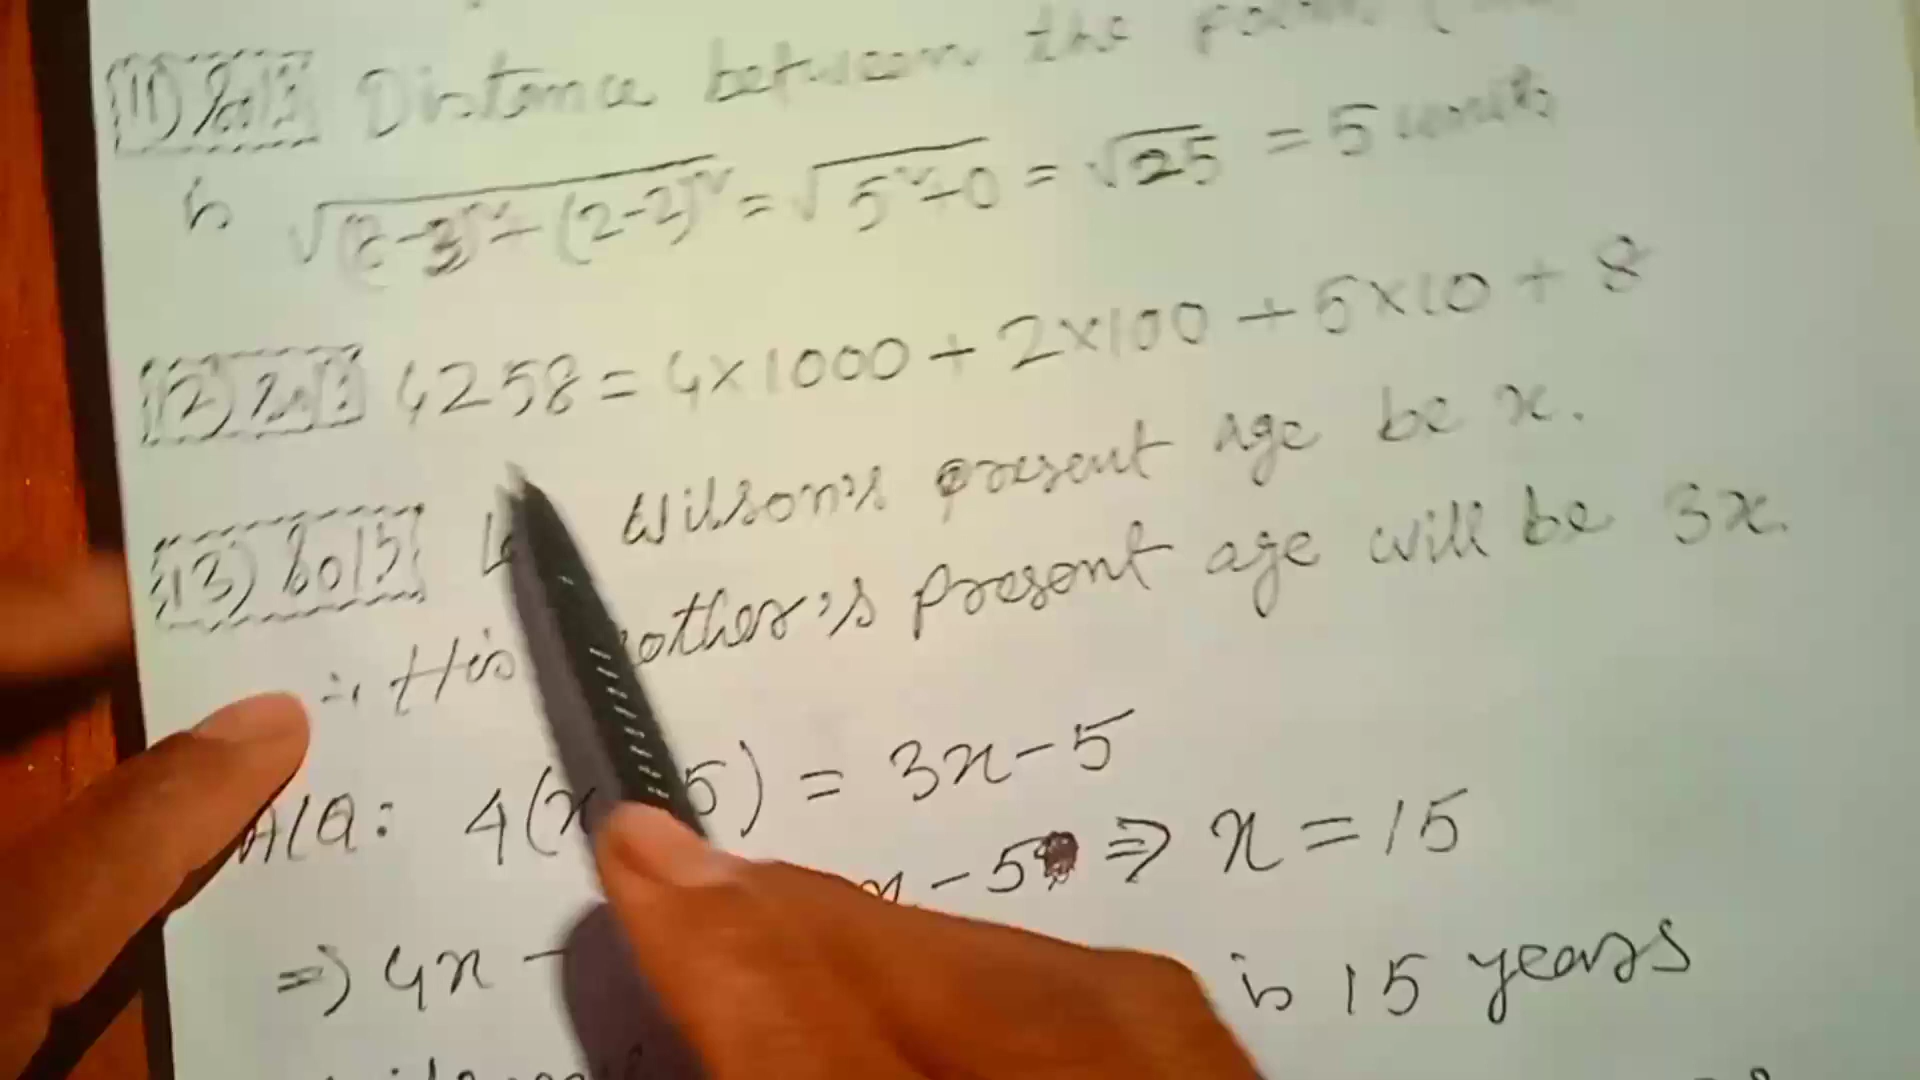 11) Sol: Distance between the
is √(2-3)²+(2-2)² = √5²+0 = √25 = 5 units
12) Sol: 4258 = 4×1000 + 2×100 + 5×10 + 8
13) Sol: Wilson's present age be x.
∴ His other's present age will be 3x.
A/Q: 4(x 5) = 3x-5
x-5 ⇒ x = 15
⇒ 4x -
is 15 years